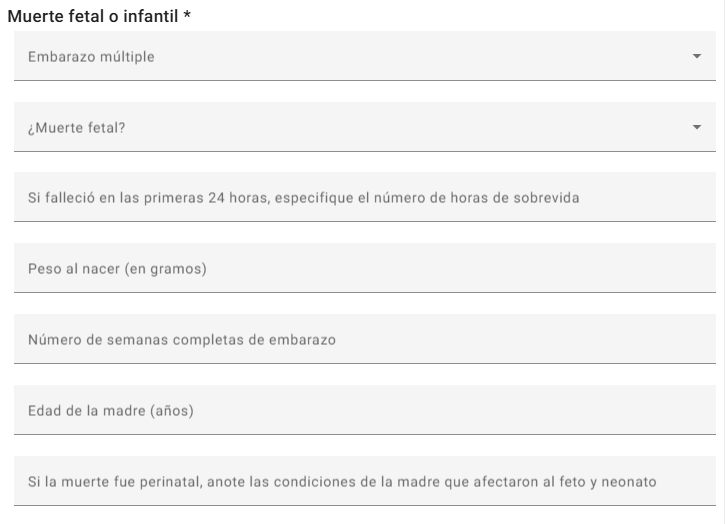 Muerte fetal o infantil *
Embarazo múltiple
¿Muerte fetal?
Si falleció en las primeras 24 horas, especifique el número de horas de sobrevida
Peso al nacer (en gramos)
Número de semanas completas de embarazo
Edad de la madre (años)
Si la muerte fue perinatal, anote las condiciones de la madre que afectaron al feto y neonato